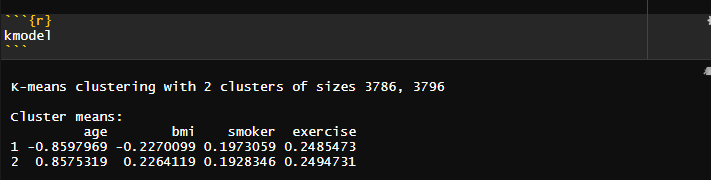 ```{r}
kmodel
```
K-means clustering with 2 clusters of sizes 3786, 3796
Cluster means:
age bmi smoker exercise
1 -0.8597969 -0.2270099 0.1973059 0.2485473
2 0.8575319 0.2264119 0.1928346 0.2494731